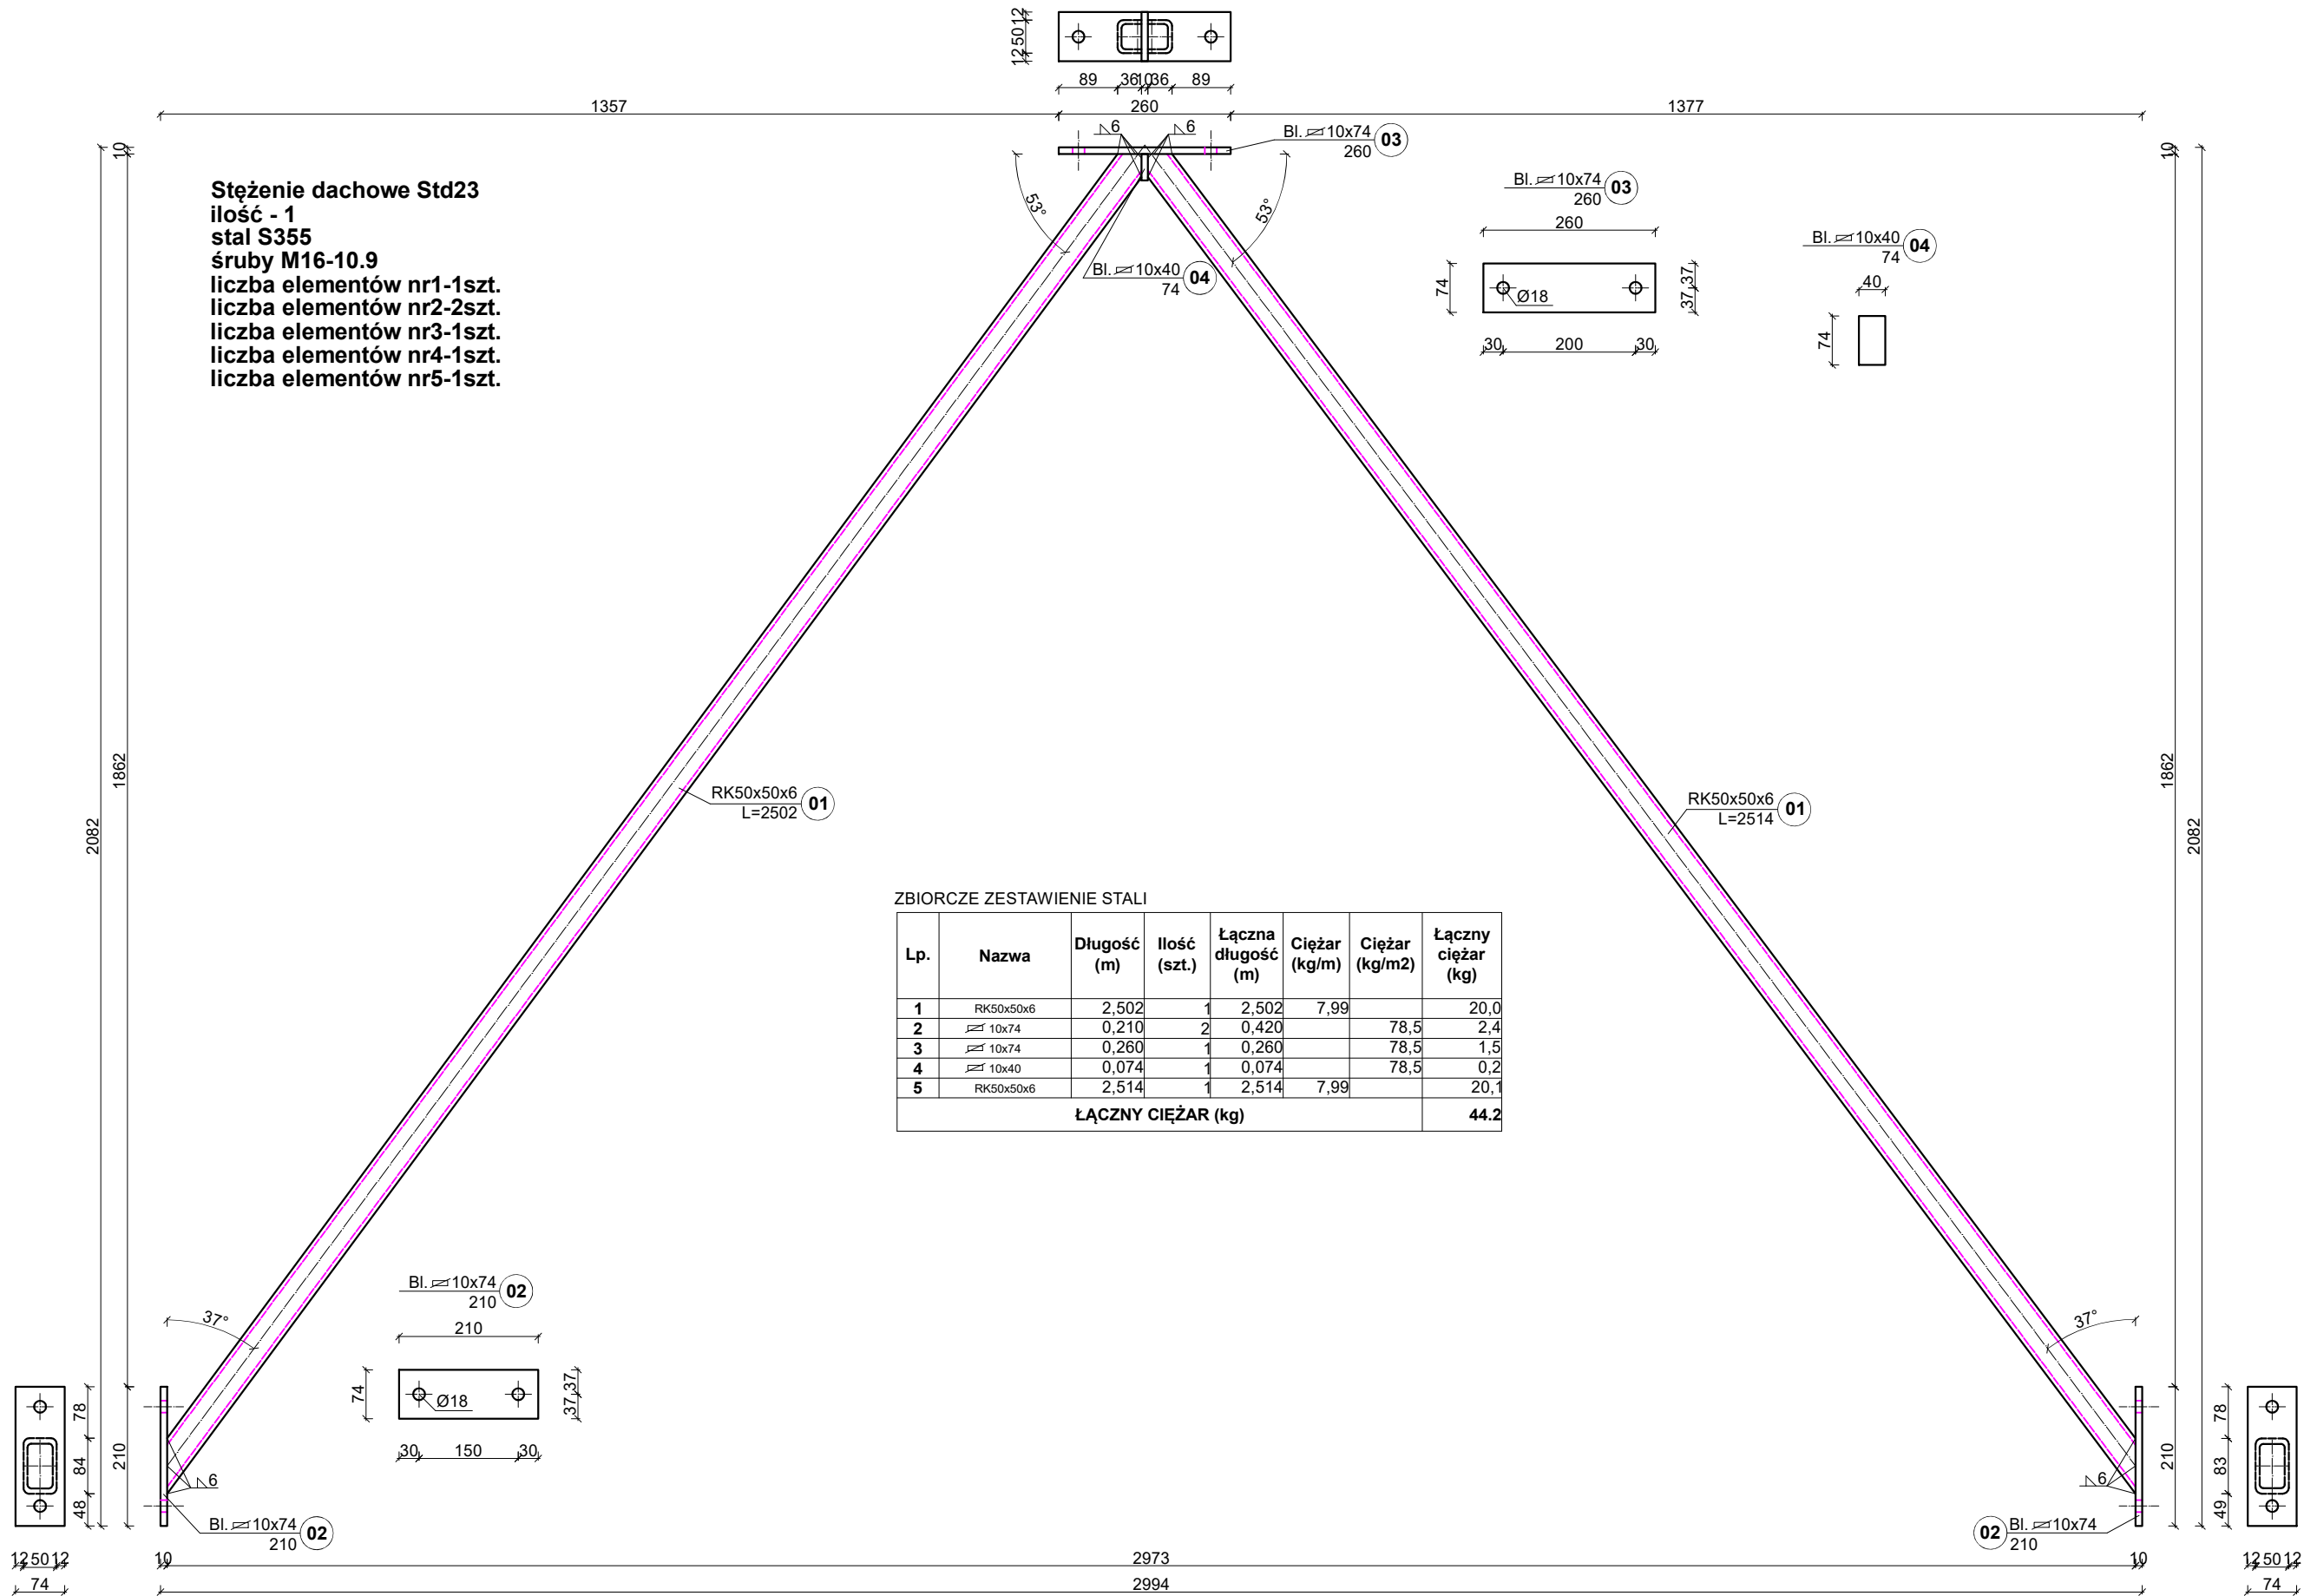 12 50 12
89 36 10 36 89
1357 260 1377
6 6
Bl. 10x74 03
260
10
10
Stężenie dachowe Std23
ilość - 1
stal S355
śruby M16-10.9
liczba elementów nr1-1szt.
liczba elementów nr2-2szt.
liczba elementów nr3-1szt.
liczba elementów nr4-1szt.
liczba elementów nr5-1szt.
53°
53°
Bl. 10x40 04
74
Bl. 10x74 03
260
260
74
Ø18
37 37
30 200 30
Bl. 10x40 04
74
40
74
2082
1862
1862
2082
RK50x50x6 01
L=2502
RK50x50x6 01
L=2514
ZBIORCZE ZESTAWIENIE STALI
Lp. Nazwa Długość (m) Ilość (szt.) Łączna długość (m) Ciężar (kg/m) Ciężar (kg/m2) Łączny ciężar (kg)
1 RK50x50x6 2,502 1 2,502 7,99 20,0
2 10x74 0,210 2 0,420 78,5 2,4
3 10x74 0,260 1 0,260 78,5 1,5
4 10x40 0,074 1 0,074 78,5 0,2
5 RK50x50x6 2,514 1 2,514 7,99 20,1
ŁĄCZNY CIĘŻAR (kg) 44.2
37°
Bl. 10x74 02
210
210
74
Ø18
37 37
30 150 30
37°
78
84
48
210
6
Bl. 10x74 02
210
12 50 12
74
6
02 Bl. 10x74
210
210
78
83
49
12 50 12
74
10 2973 10
2994